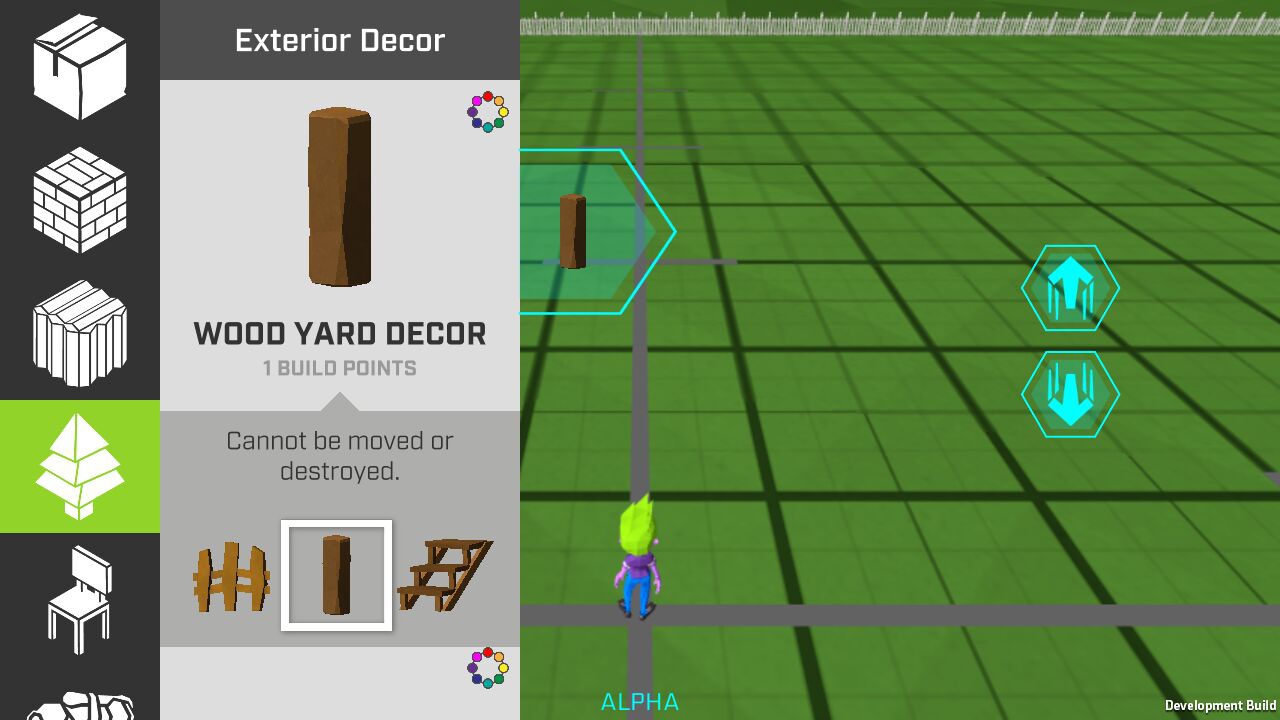 Exterior Decor
WOOD YARD DECOR
1 BUILD POINTS
Cannot be moved or
destroyed.
ALPHA
Development Build